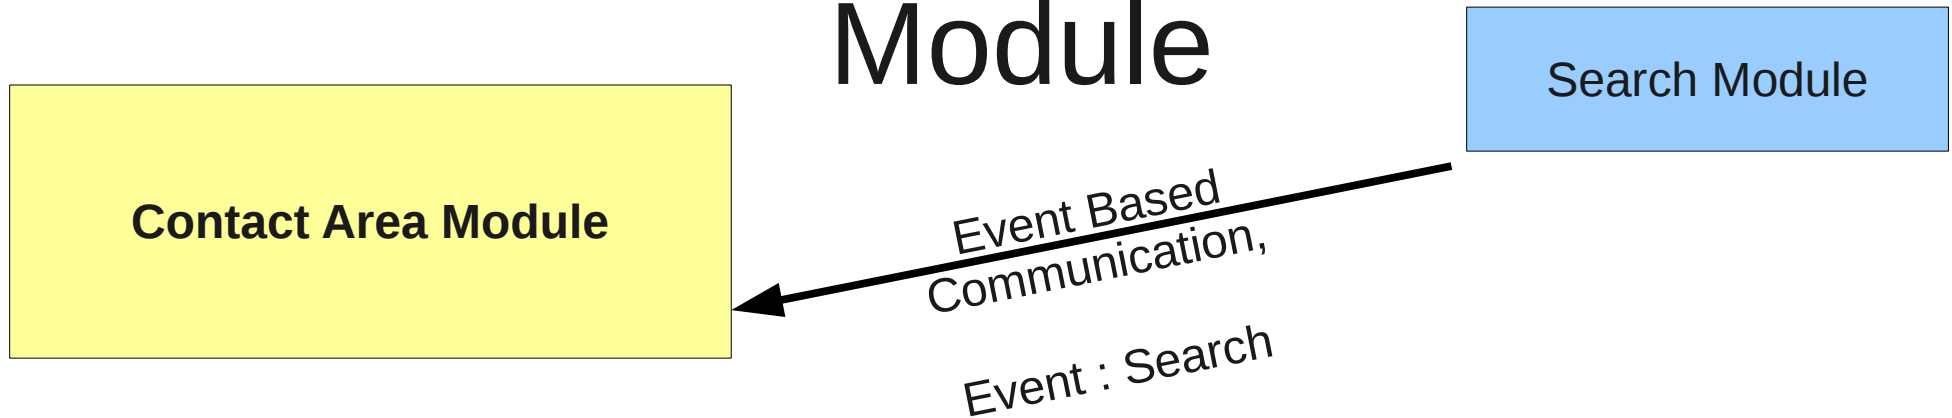 Module
Search Module
Contact Area Module
Event Based
Communication,
Event : Search